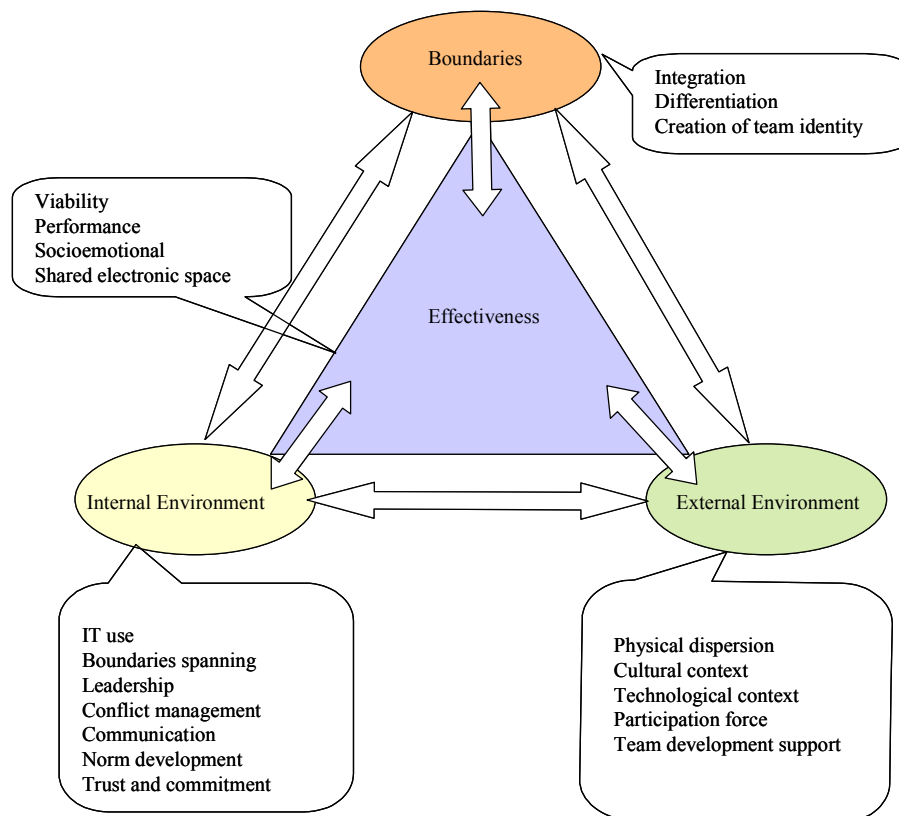 Boundaries
Integration
Differentiation
Creation of team identity
Viability
Performance
Socioemotional
Shared electronic space
Effectiveness
Internal Environment
External Environment
IT use
Boundaries spanning
Leadership
Conflict management
Communication
Norm development
Trust and commitment
Physical dispersion
Cultural context
Technological context
Participation force
Team development support